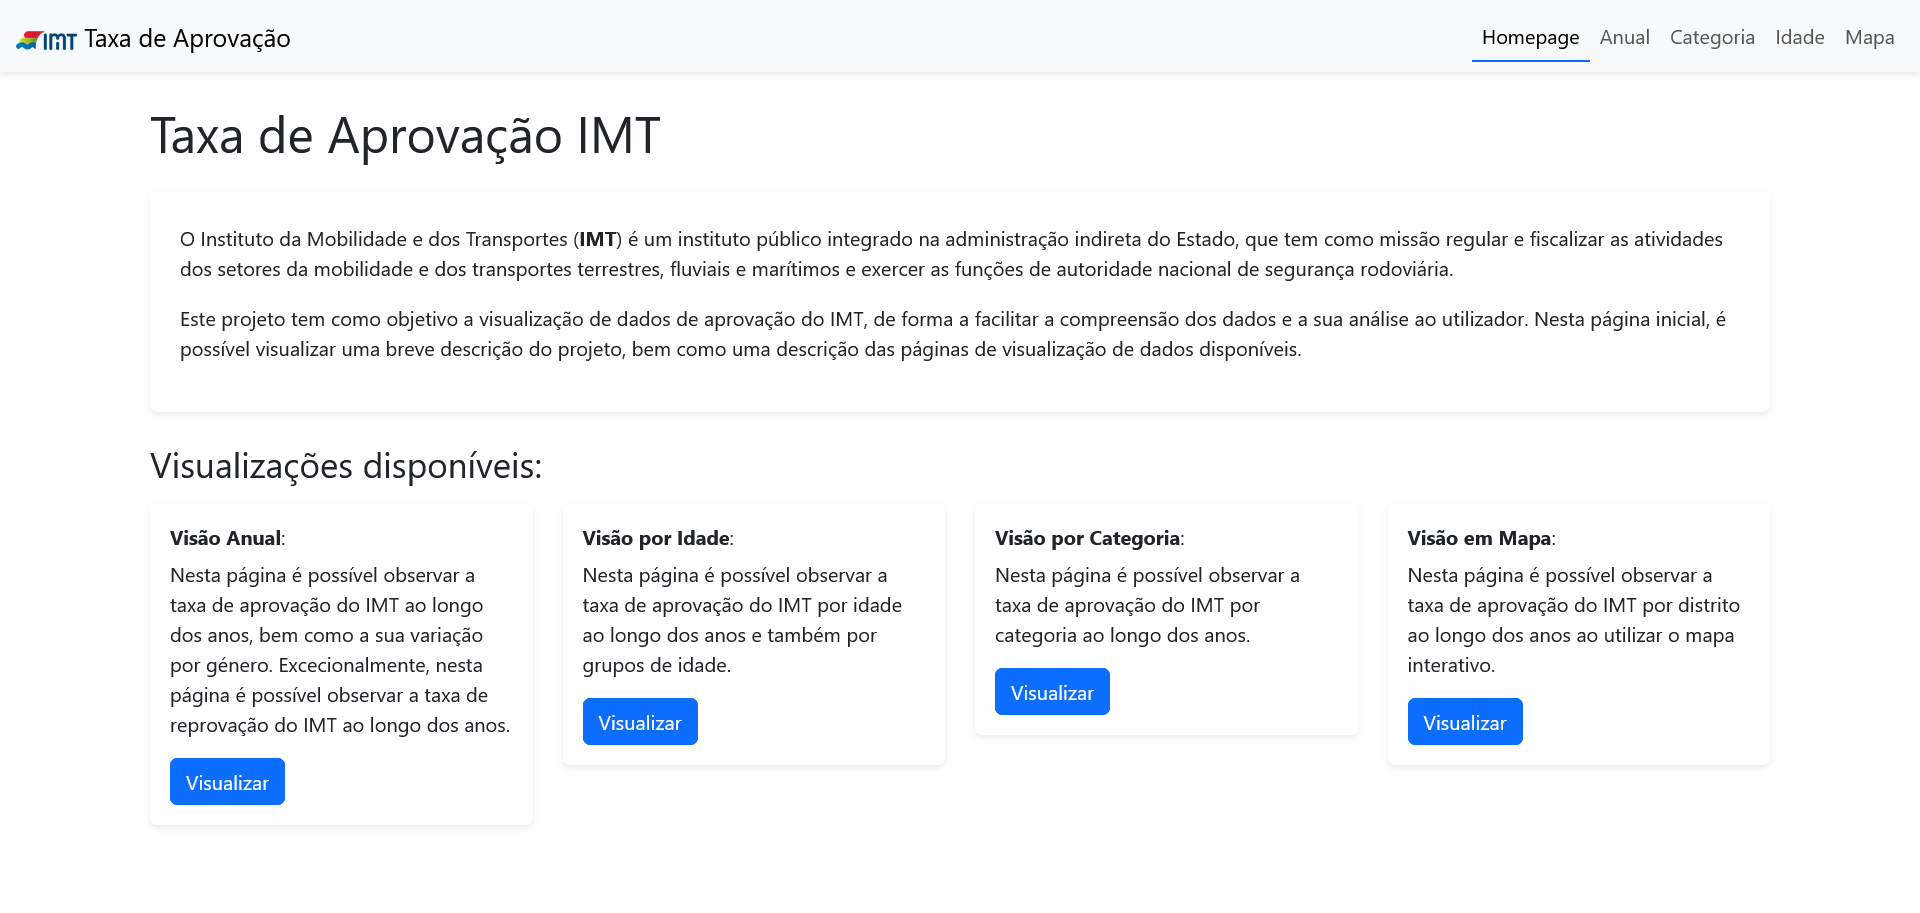 IMT Taxa de Aprovação
Homepage Anual Categoria Idade Mapa
Taxa de Aprovação IMT
O Instituto da Mobilidade e dos Transportes (IMT) é um instituto público integrado na administração indireta do Estado, que tem como missão regular e fiscalizar as atividades
dos setores da mobilidade e dos transportes terrestres, fluviais e marítimos e exercer as funções de autoridade nacional de segurança rodoviária.
Este projeto tem como objetivo a visualização de dados de aprovação do IMT, de forma a facilitar a compreensão dos dados e a sua análise ao utilizador. Nesta página inicial, é
possível visualizar uma breve descrição do projeto, bem como uma descrição das páginas de visualização de dados disponíveis.
Visualizações disponíveis:
Visão Anual:
Nesta página é possível observar a
taxa de aprovação do IMT ao longo
dos anos, bem como a sua variação
por género. Excecionalmente, nesta
página é possível observar a taxa de
reprovação do IMT ao longo dos anos.
Visualizar
Visão por Idade:
Nesta página é possível observar a
taxa de aprovação do IMT por idade
ao longo dos anos e também por
grupos de idade.
Visualizar
Visão por Categoria:
Nesta página é possível observar a
taxa de aprovação do IMT por
categoria ao longo dos anos.
Visualizar
Visão em Mapa:
Nesta página é possível observar a
taxa de aprovação do IMT por distrito
ao longo dos anos ao utilizar o mapa
interativo.
Visualizar